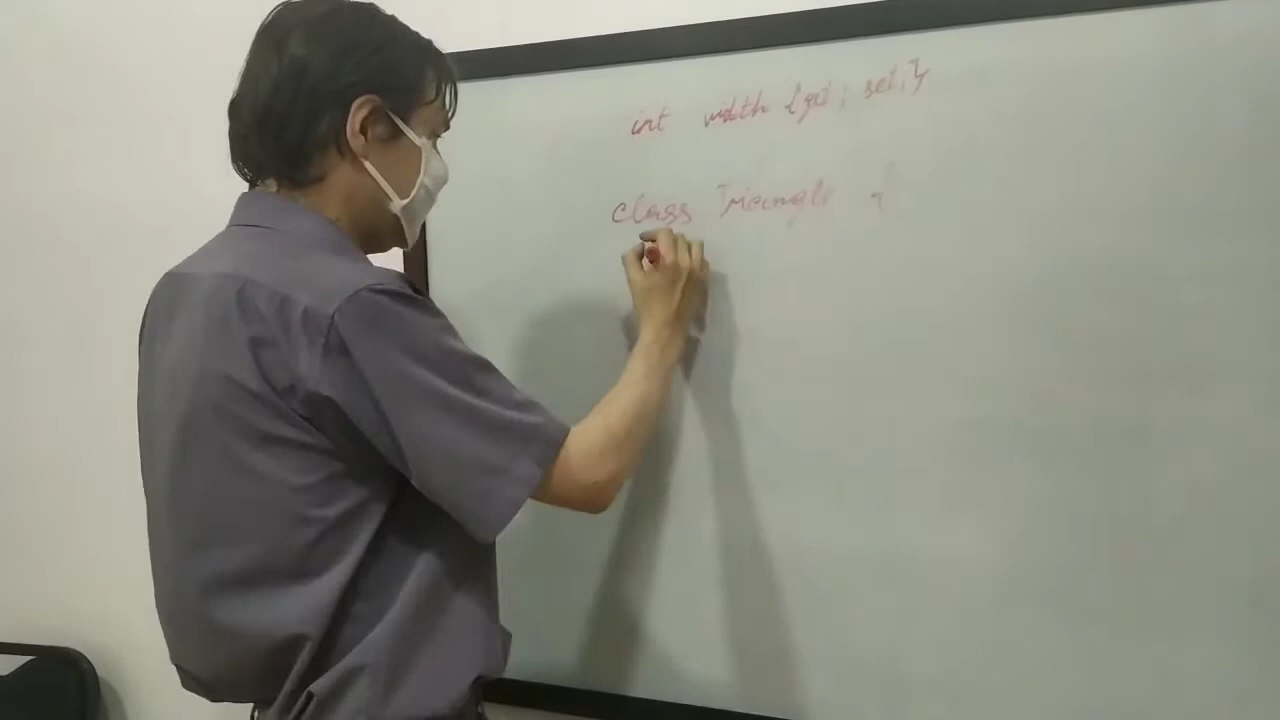 int width {get; set;}
class Triangle {